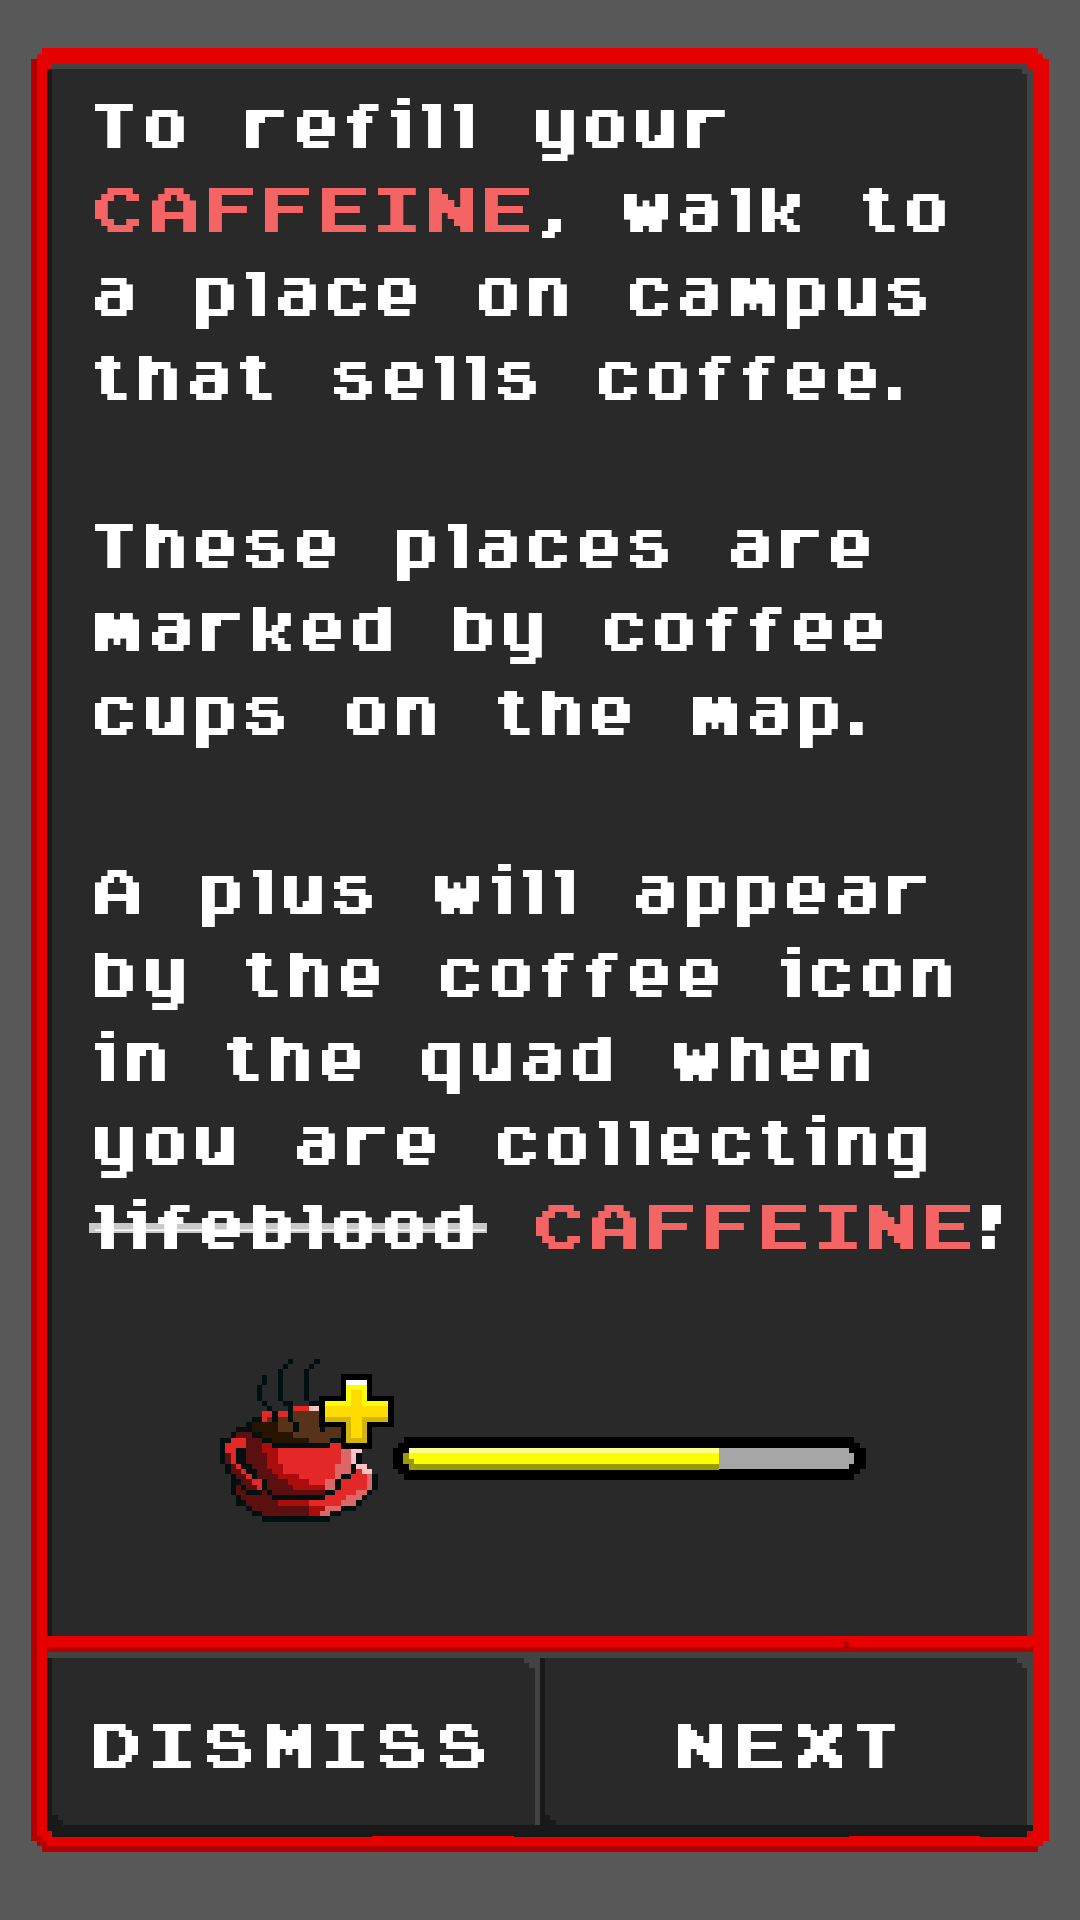 To refill your
CAFFEINE, walk to
a place on campus
that sells coffee.
These places are
marked by coffee
cups on the map.
A plus will appear
by the coffee icon
in the quad when
you are collecting
lifeblood CAFFEINE!
DISMISS
NEXT